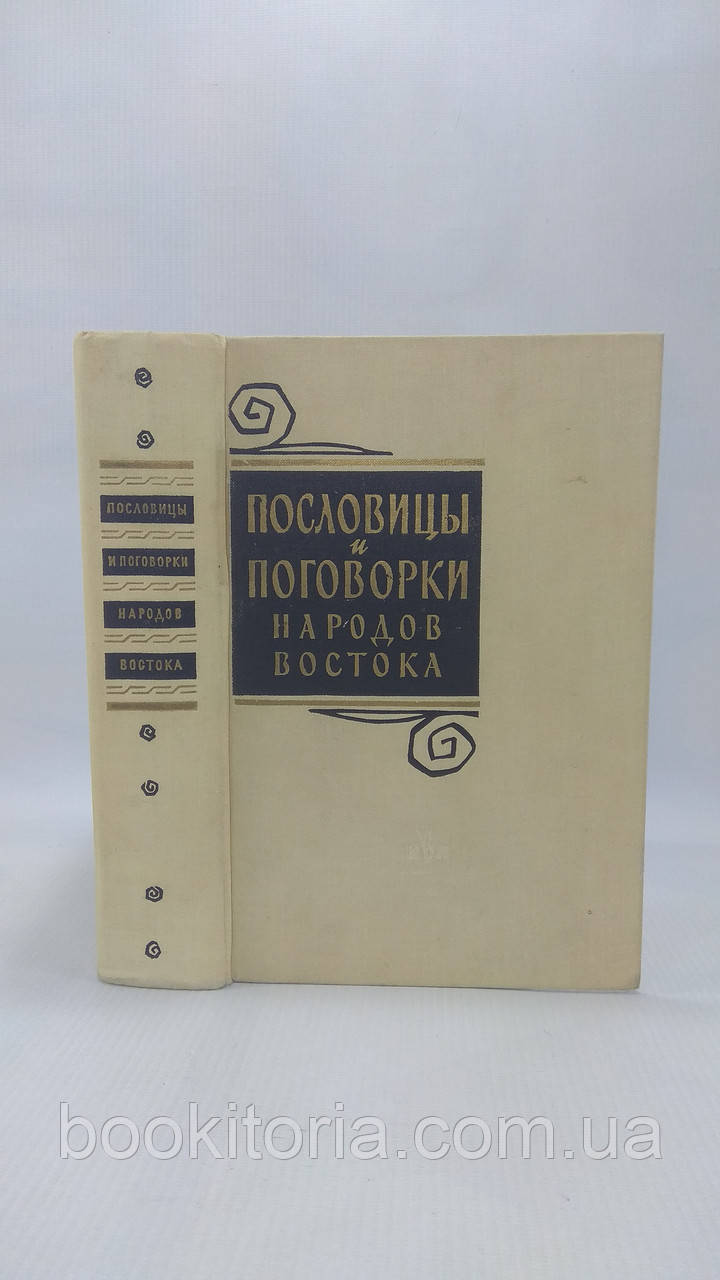 ПОСЛОВИЦЫ
И ПОГОВОРКИ
НАРОДОВ
ВОСТОКА
ПОСЛОВИЦЫ
и
ПОГОВОРКИ
НАРОДОВ
ВОСТОКА
bookitoria.com.ua